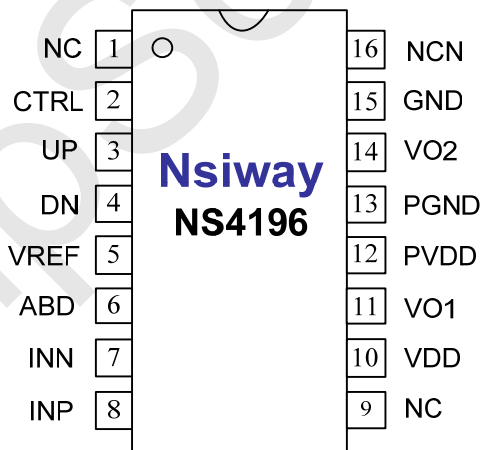 NC 1 16 NCN
CTRL 2 15 GND
UP 3 14 VO2
Nsiway
DN 4 13 PGND
NS4196
VREF 5 12 PVDD
ABD 6 11 VO1
INN 7 10 VDD
INP 8 9 NC